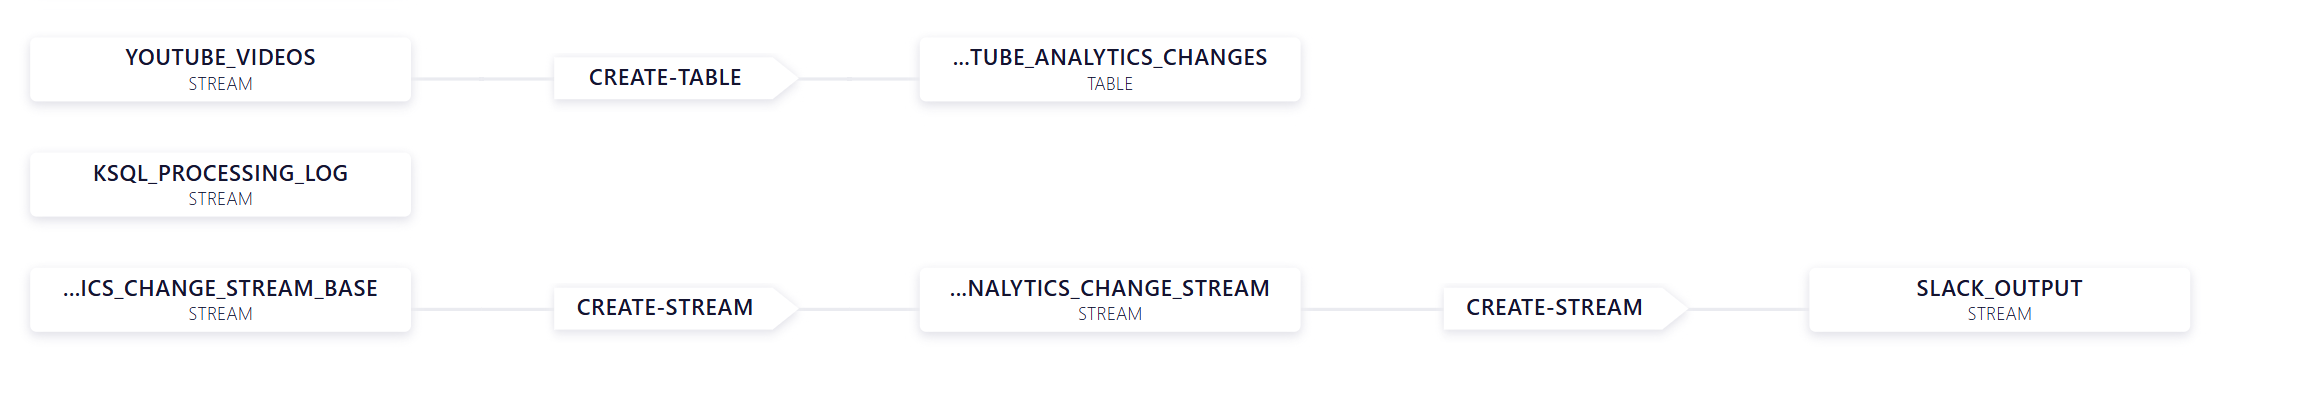 YOUTUBE_VIDEOS
STREAM
CREATE-TABLE
...TUBE_ANALYTICS_CHANGES
TABLE
KSQL_PROCESSING_LOG
STREAM
...ICS_CHANGE_STREAM_BASE
STREAM
CREATE-STREAM
...NALYTICS_CHANGE_STREAM
STREAM
CREATE-STREAM
SLACK_OUTPUT
STREAM